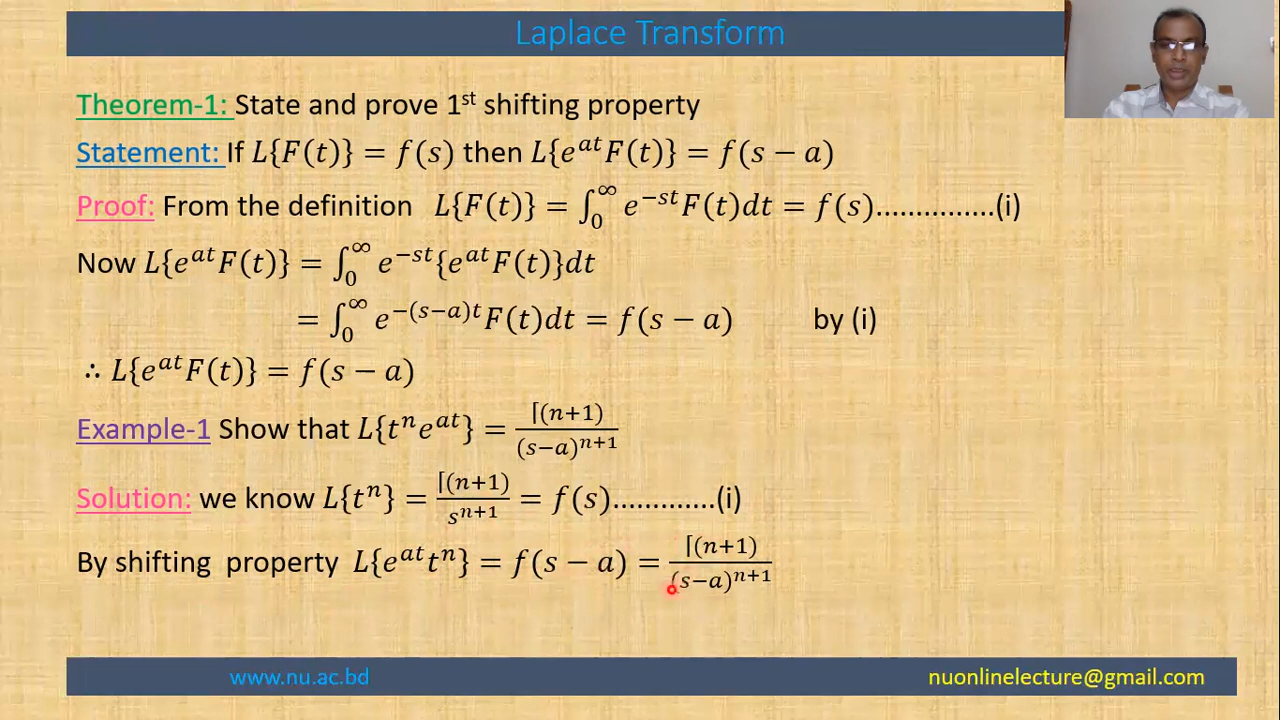 Laplace Transform
Theorem-1: State and prove 1ˢᵗ shifting property
Statement: If L{F(t)} = f(s) then L{e^{at}F(t)} = f(s − a)
Proof: From the definition L{F(t)} = ∫_0^∞ e^{−st}F(t)dt = f(s)...............(i)
Now L{e^{at}F(t)} = ∫_0^∞ e^{−st}{e^{at}F(t)}dt
= ∫_0^∞ e^{−(s−a)t}F(t)dt = f(s − a) by (i)
∴ L{e^{at}F(t)} = f(s − a)
Example-1 Show that L{t^n e^{at}} = ⌈(n+1)/(s−a)^{n+1}
Solution: we know L{t^n} = ⌈(n+1)/s^{n+1} = f(s).............(i)
By shifting property L{e^{at}t^n} = f(s − a) = ⌈(n+1)/(s−a)^{n+1}
www.nu.ac.bd nuonlinelecture@gmail.com